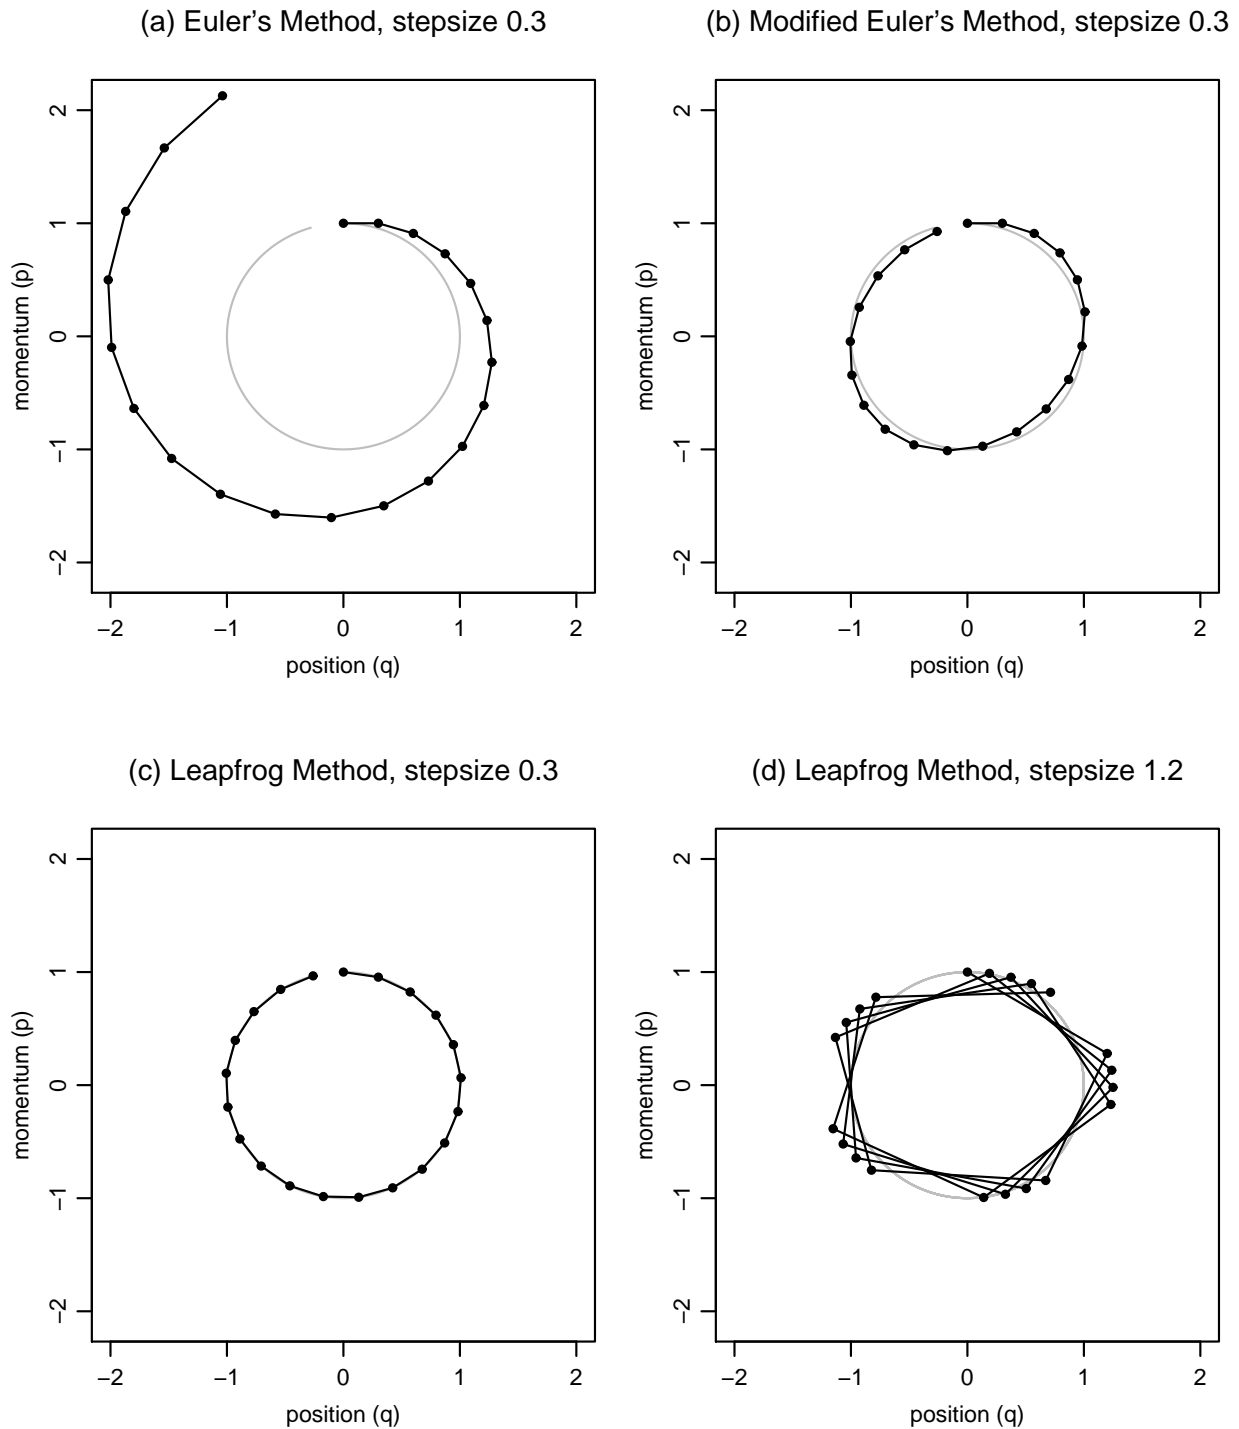 (a) Euler’s Method, stepsize 0.3
2
1
0
−1
−2
momentum (p)
−2 −1 0 1 2
position (q)
(b) Modified Euler’s Method, stepsize 0.3
2
1
0
−1
−2
momentum (p)
−2 −1 0 1 2
position (q)
(c) Leapfrog Method, stepsize 0.3
2
1
0
−1
−2
momentum (p)
−2 −1 0 1 2
position (q)
(d) Leapfrog Method, stepsize 1.2
2
1
0
−1
−2
momentum (p)
−2 −1 0 1 2
position (q)